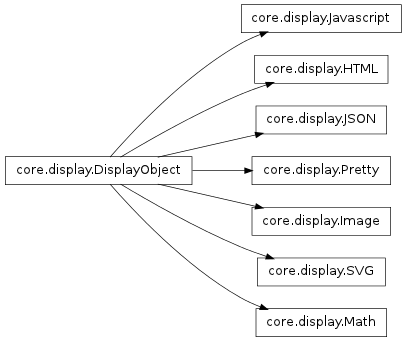 core.display.Javascript
core.display.HTML
core.display.JSON
core.display.DisplayObject
core.display.Pretty
core.display.Image
core.display.SVG
core.display.Math